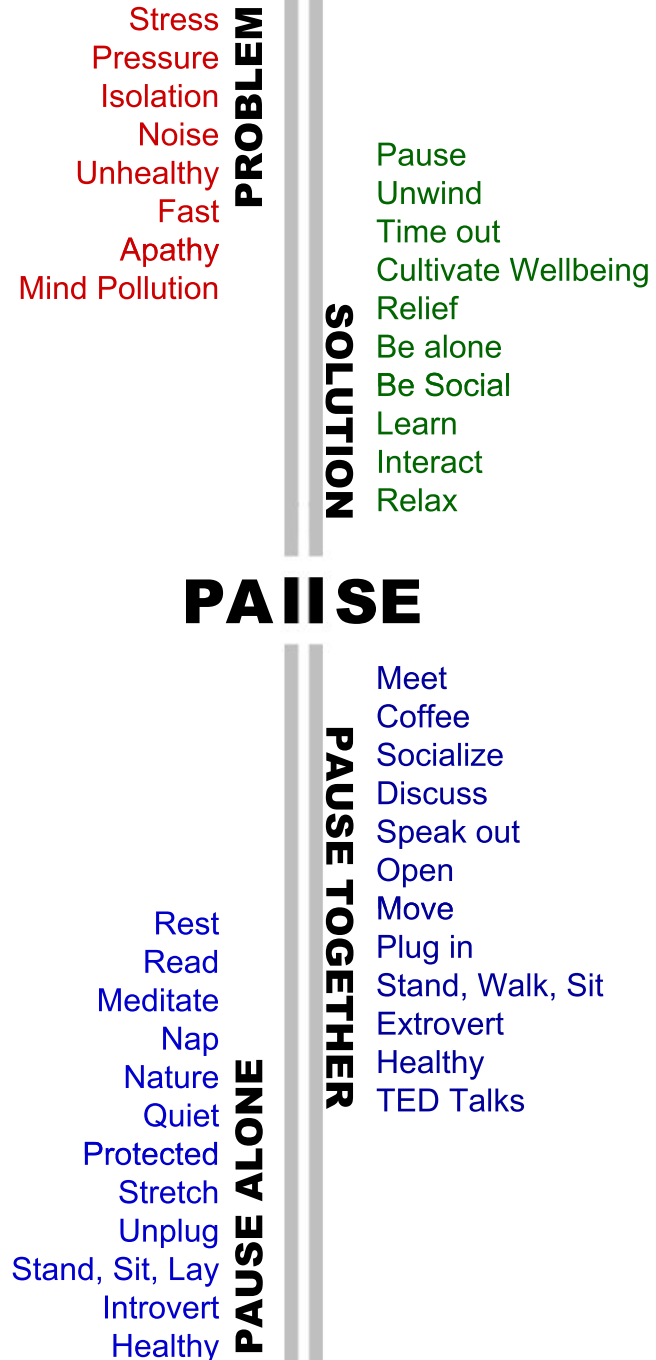 PROBLEM
Stress
Pressure
Isolation
Noise
Unhealthy
Fast
Apathy
Mind Pollution
SOLUTION
Pause
Unwind
Time out
Cultivate Wellbeing
Relief
Be alone
Be Social
Learn
Interact
Relax
PAUSE
PAUSE TOGETHER
Meet
Coffee
Socialize
Discuss
Speak out
Open
Move
Plug in
Stand, Walk, Sit
Extrovert
Healthy
TED Talks
PAUSE ALONE
Rest
Read
Meditate
Nap
Nature
Quiet
Protected
Stretch
Unplug
Stand, Sit, Lay
Introvert
Healthy